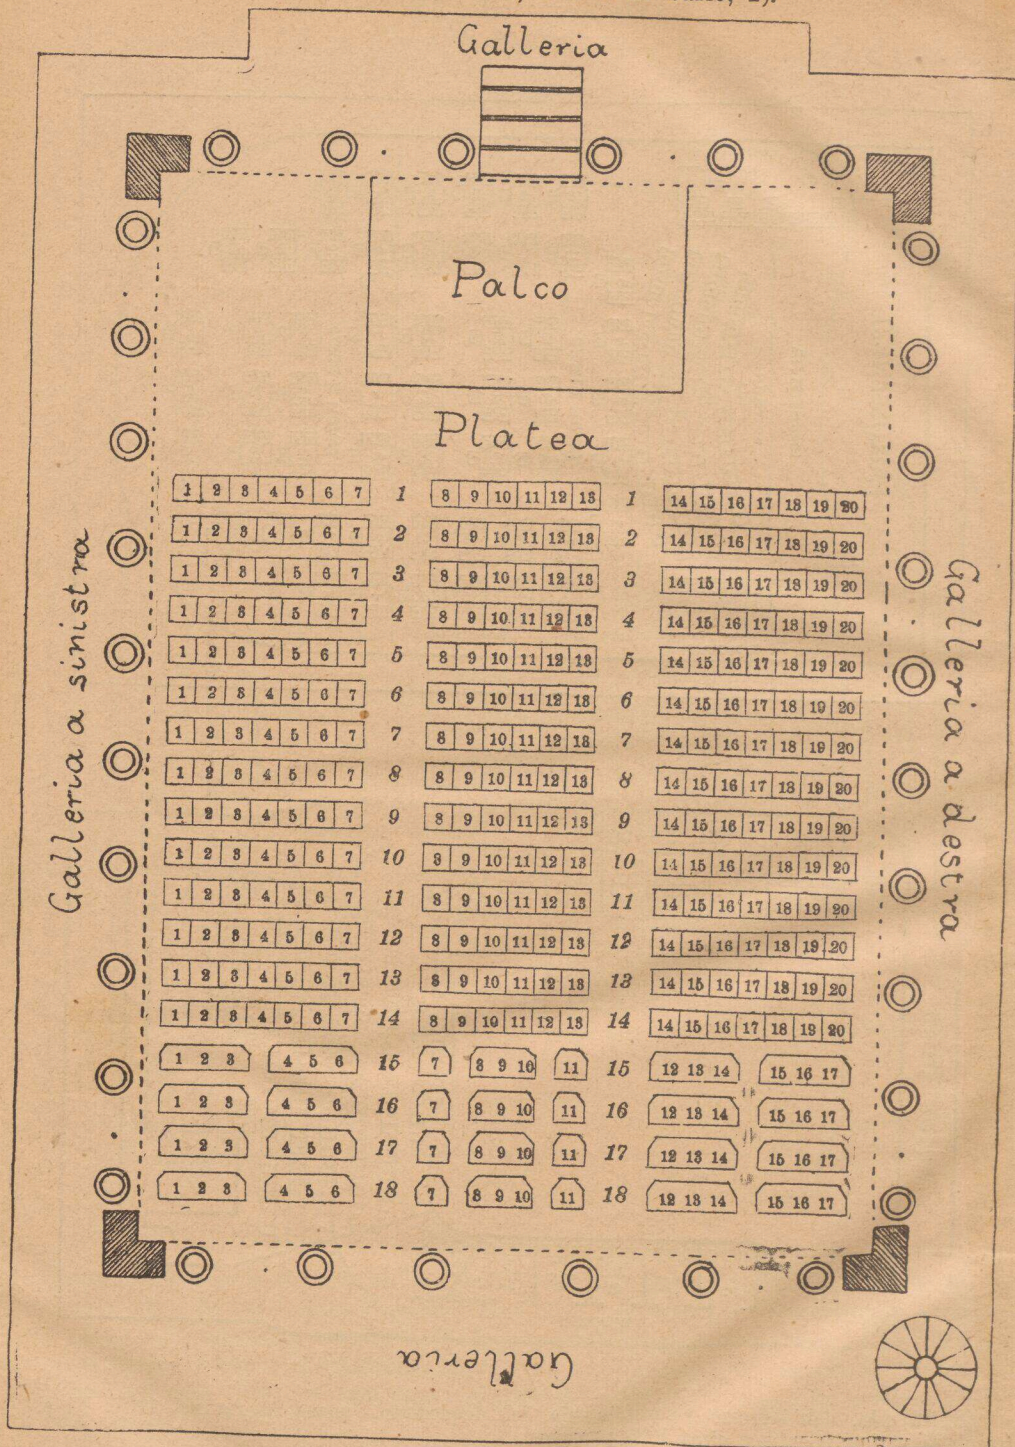 Galleria
Palco
Platea
Galleria a sinistra
Galleria a destra
1 2 3 4 5 6 7 1 8 9 10 11 12 13 1 14 15 16 17 18 19 20
1 2 3 4 5 6 7 2 8 9 10 11 12 13 2 14 15 16 17 18 19 20
1 2 3 4 5 6 7 3 8 9 10 11 12 13 3 14 15 16 17 18 19 20
1 2 3 4 5 6 7 4 8 9 10 11 12 13 4 14 15 16 17 18 19 20
1 2 3 4 5 6 7 5 8 9 10 11 12 13 5 14 15 16 17 18 19 20
1 2 3 4 5 6 7 6 8 9 10 11 12 13 6 14 15 16 17 18 19 20
1 2 3 4 5 6 7 7 8 9 10 11 12 13 7 14 15 16 17 18 19 20
1 2 3 4 5 6 7 8 8 9 10 11 12 13 8 14 15 16 17 18 19 20
1 2 3 4 5 6 7 9 8 9 10 11 12 13 9 14 15 16 17 18 19 20
1 2 3 4 5 6 7 10 8 9 10 11 12 13 10 14 15 16 17 18 19 20
1 2 3 4 5 6 7 11 8 9 10 11 12 13 11 14 15 16 17 18 19 20
1 2 3 4 5 6 7 12 8 9 10 11 12 13 12 14 15 16 17 18 19 20
1 2 3 4 5 6 7 13 8 9 10 11 12 13 13 14 15 16 17 18 19 20
1 2 3 4 5 6 7 14 8 9 10 11 12 13 14 14 15 16 17 18 19 20
1 2 3 4 5 6 15 7 8 9 10 11 15 12 13 14 15 16 17
1 2 3 4 5 6 16 7 8 9 10 11 16 12 13 14 15 16 17
1 2 3 4 5 6 17 7 8 9 10 11 17 12 13 14 15 16 17
1 2 3 4 5 6 18 7 8 9 10 11 18 12 13 14 15 16 17
Galleria